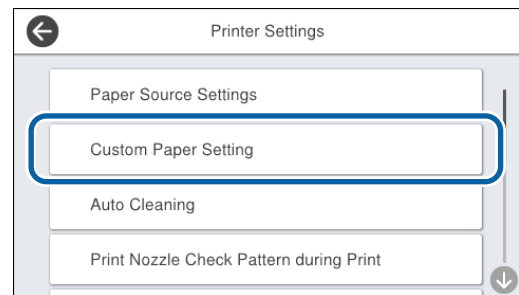 Printer Settings
Paper Source Settings
Custom Paper Setting
Auto Cleaning
Print Nozzle Check Pattern during Print